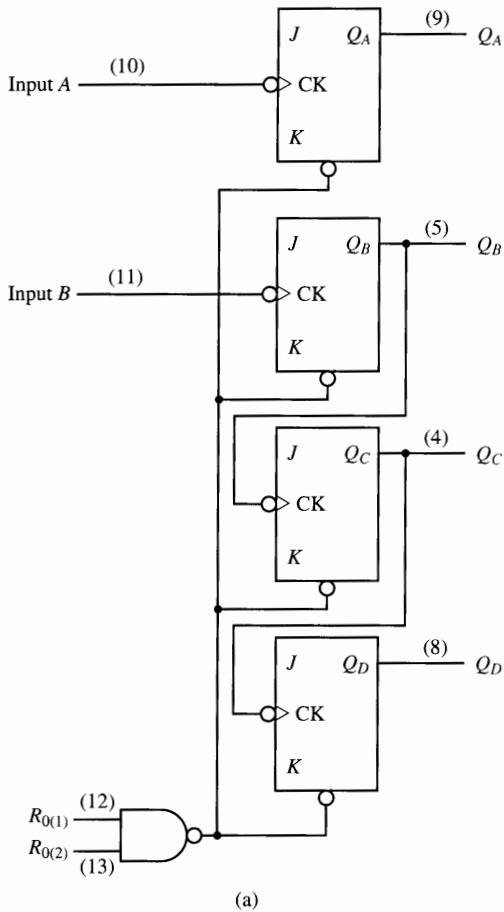 J Q_A (9) Q_A
Input A (10) CK
K
J Q_B (5) Q_B
Input B (11) CK
K
J Q_C (4) Q_C
CK
K
J Q_D (8) Q_D
CK
K
R_0(1) (12)
R_0(2) (13)
(a)